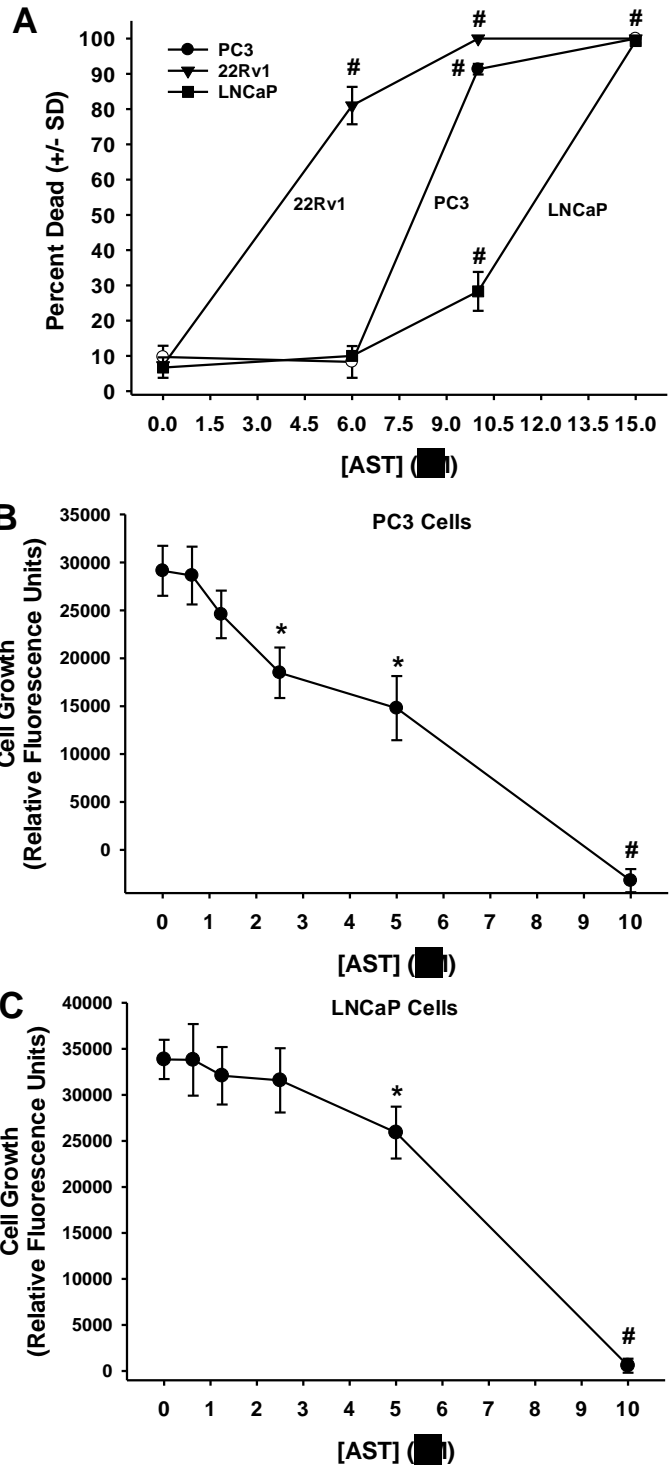 A
# # #
100
90
80
70
60
50
40
30
20
10
0
Percent Dead (+/- SD)
PC3
22Rv1
LNCaP
#
#
22Rv1
PC3
LNCaP
0.0 1.5 3.0 4.5 6.0 7.5 9.0 10.5 12.0 13.5 15.0
[AST] (
B
PC3 Cells
35000
30000
25000
20000
15000
10000
5000
0
Cell Growth
(Relative Fluorescence Units)
* *
#
0 1 2 3 4 5 6 7 8 9 10
[AST] (
C
LNCaP Cells
40000
35000
30000
25000
20000
15000
10000
5000
0
Cell Growth
(Relative Fluorescence Units)
*
#
0 1 2 3 4 5 6 7 8 9 10
[AST] (